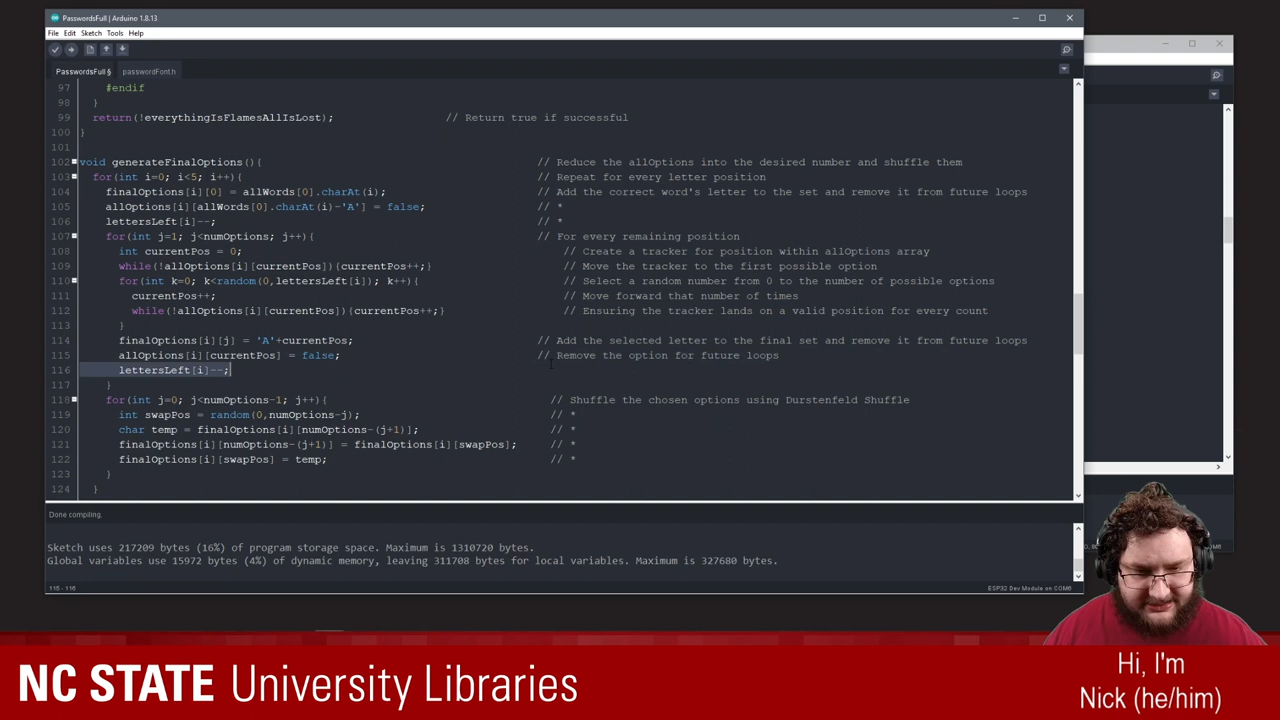 PasswordsFull | Arduino 1.8.13
File Edit Sketch Tools Help
PasswordsFull§ passwordFont.h
97 #endif
98 }
99 return(!everythingIsFlamesAllIsLost); // Return true if successful
100 }
101
102 void generateFinalOptions(){ // Reduce the allOptions into the desired number and shuffle them
103 for(int i=0; i<5; i++){ // Repeat for every letter position
104 finalOptions[i][0] = allWords[0].charAt(i); // Add the correct word's letter to the set and remove it from future loops
105 allOptions[i][allWords[0].charAt(i)-'A'] = false; // *
106 lettersLeft[i]--; // *
107 for(int j=1; j<numOptions; j++){ // For every remaining position
108 int currentPos = 0; // Create a tracker for position within allOptions array
109 while(!allOptions[i][currentPos]){currentPos++;} // Move the tracker to the first possible option
110 for(int k=0; k<random(0,lettersLeft[i]); k++){ // Select a random number from 0 to the number of possible options
111 currentPos++; // Move forward that number of times
112 while(!allOptions[i][currentPos]){currentPos++;} // Ensuring the tracker lands on a valid position for every count
113 }
114 finalOptions[i][j] = 'A'+currentPos; // Add the selected letter to the final set and remove it from future loops
115 allOptions[i][currentPos] = false; // Remove the option for future loops
116 lettersLeft[i]--;
117 }
118 for(int j=0; j<numOptions-1; j++){ // Shuffle the chosen options using Durstenfeld Shuffle
119 int swapPos = random(0,numOptions-j); // *
120 char temp = finalOptions[i][numOptions-(j+1)]; // *
121 finalOptions[i][numOptions-(j+1)] = finalOptions[i][swapPos]; // *
122 finalOptions[i][swapPos] = temp; // *
123 }
124 }
Done compiling.
Sketch uses 217209 bytes (16%) of program storage space. Maximum is 1310720 bytes.
Global variables use 15972 bytes (4%) of dynamic memory, leaving 311708 bytes for local variables. Maximum is 327680 bytes.
115 - 116 ESP32 Dev Module on COM6
NC STATE University Libraries
Hi, I'm
Nick (he/him)